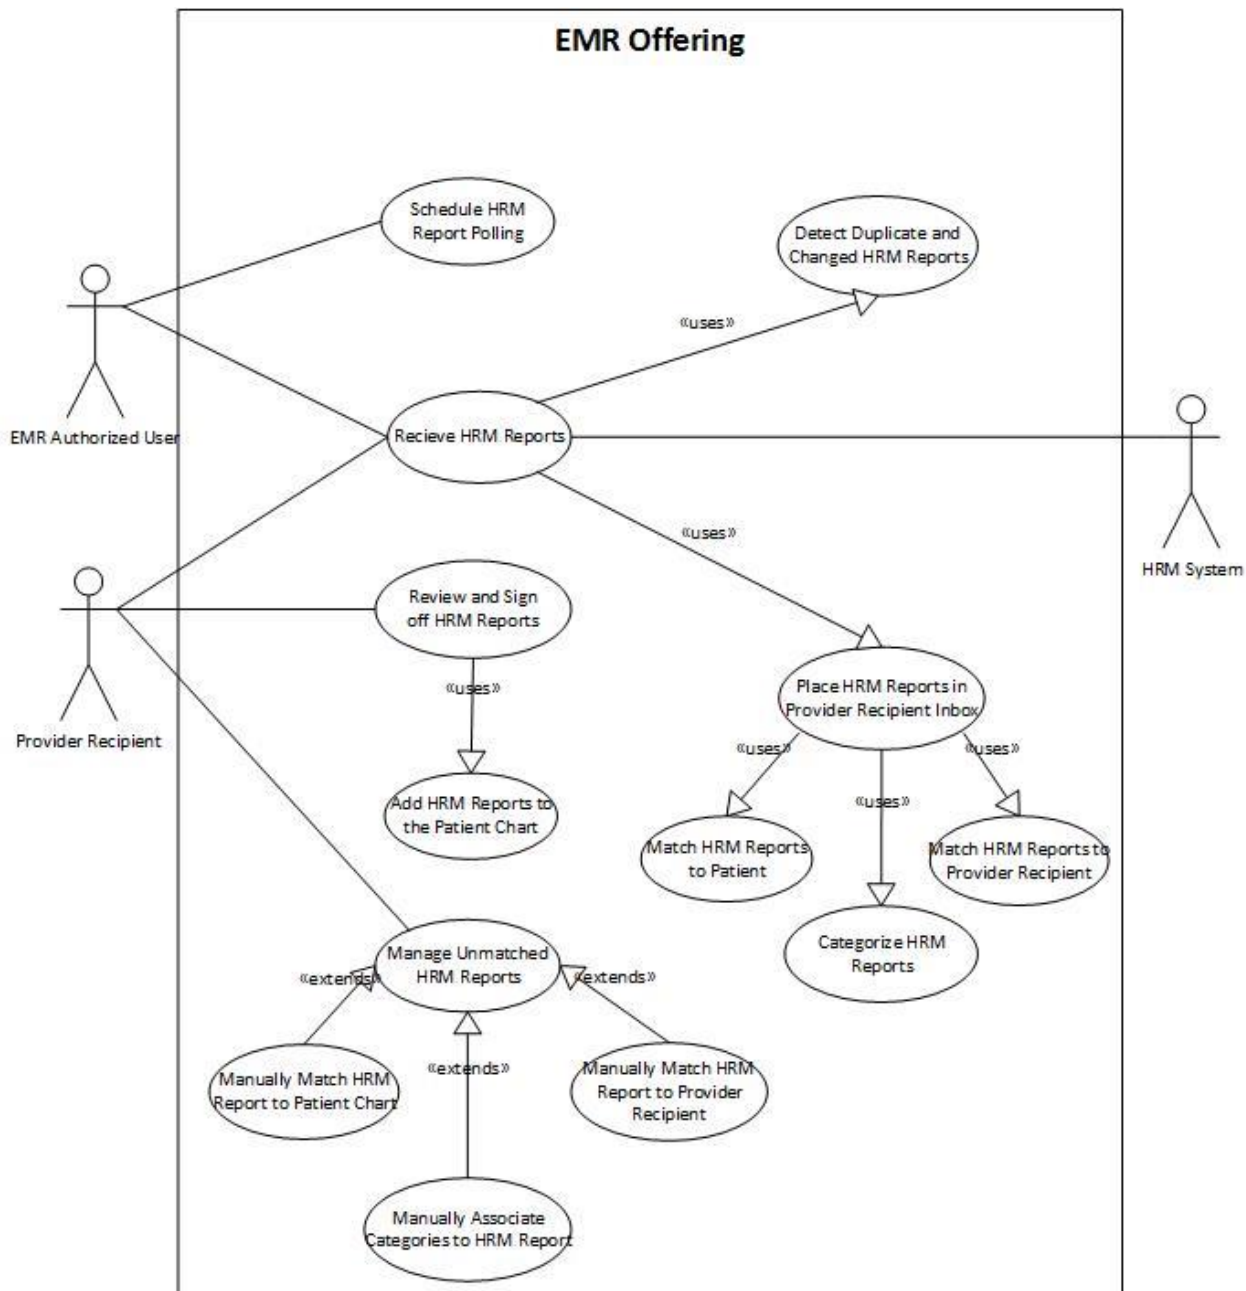 EMR Offering
Schedule HRM
Report Polling
Detect Duplicate and
Changed HRM Reports
«uses»
EMR Authorized User
Recieve HRM Reports
«uses»
HRM System
Review and Sign
off HRM Reports
«uses»
Provider Recipient
Place HRM Reports in
Provider Recipient Inbox
«uses»
«uses»
«uses»
Add HRM Reports to
the Patient Chart
Match HRM Reports
to Patient
Match HRM Reports to
Provider Recipient
Categorize HRM
Reports
Manage Unmatched
HRM Reports
«extends»
«extends»
«extends»
Manually Match HRM
Report to Patient Chart
Manually Match HRM
Report to Provider
Recipient
Manually Associate
Categories to HRM Report